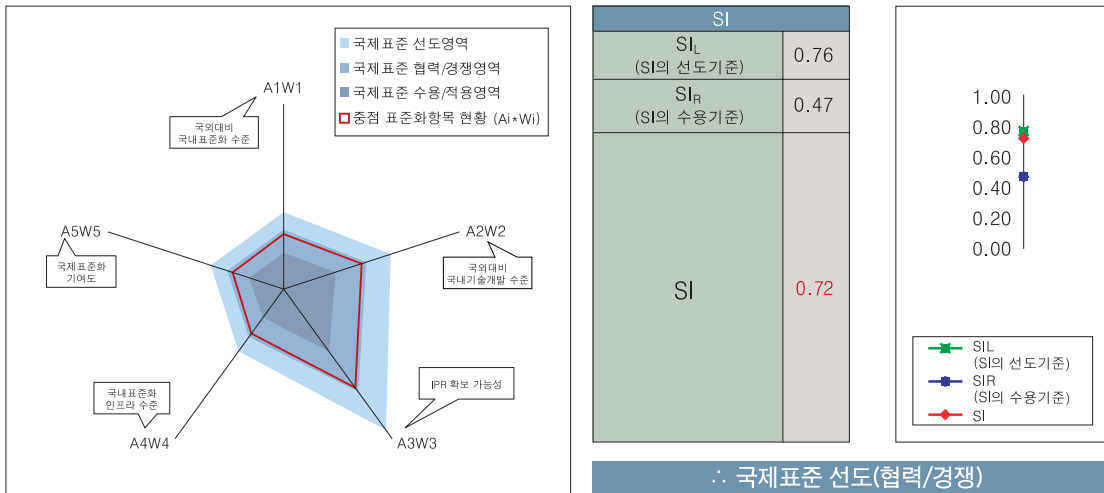 국제표준 선도영역
국제표준 협력/경쟁영역
국제표준 수용/적용영역
중점 표준화항목 현황 (Ai*Wi)
A1W1
국외대비
국내표준화 수준
A2W2
국외대비
국내기술개발 수준
A5W5
국제표준화
기여도
IPR 확보 가능성
A3W3
국내표준화
인프라 수준
A4W4
SI
SIL
(SI의 선도기준)
0.76
SIR
(SI의 수용기준)
0.47
SI
0.72
1.00
0.80
0.60
0.40
0.20
0.00
SIL
(SI의 선도기준)
SIR
(SI의 수용기준)
SI
∴ 국제표준 선도(협력/경쟁)